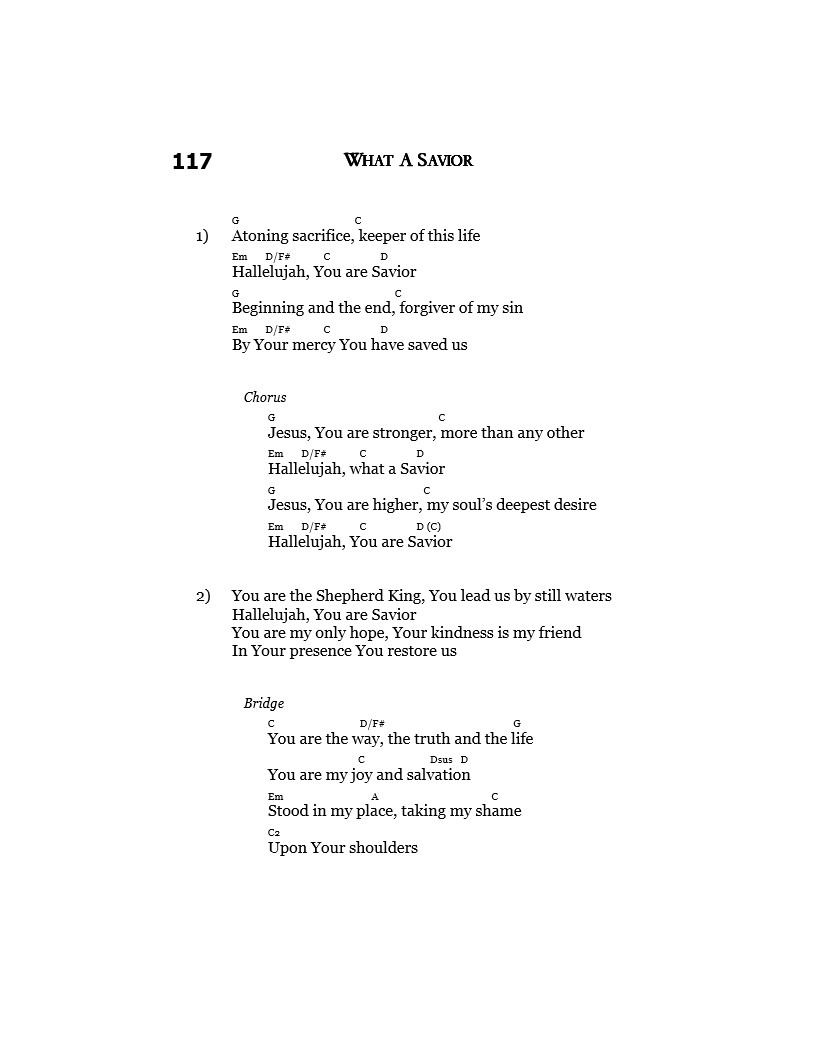 117 WHAT A SAVIOR
G C
1) Atoning sacrifice, keeper of this life
Em D/F# C D
Hallelujah, You are Savior
G C
Beginning and the end, forgiver of my sin
Em D/F# C D
By Your mercy You have saved us
Chorus
G C
Jesus, You are stronger, more than any other
Em D/F# C D
Hallelujah, what a Savior
G C
Jesus, You are higher, my soul’s deepest desire
Em D/F# C D (C)
Hallelujah, You are Savior
2) You are the Shepherd King, You lead us by still waters
Hallelujah, You are Savior
You are my only hope, Your kindness is my friend
In Your presence You restore us
Bridge
C D/F# G
You are the way, the truth and the life
C Dsus D
You are my joy and salvation
Em A C
Stood in my place, taking my shame
C2
Upon Your shoulders